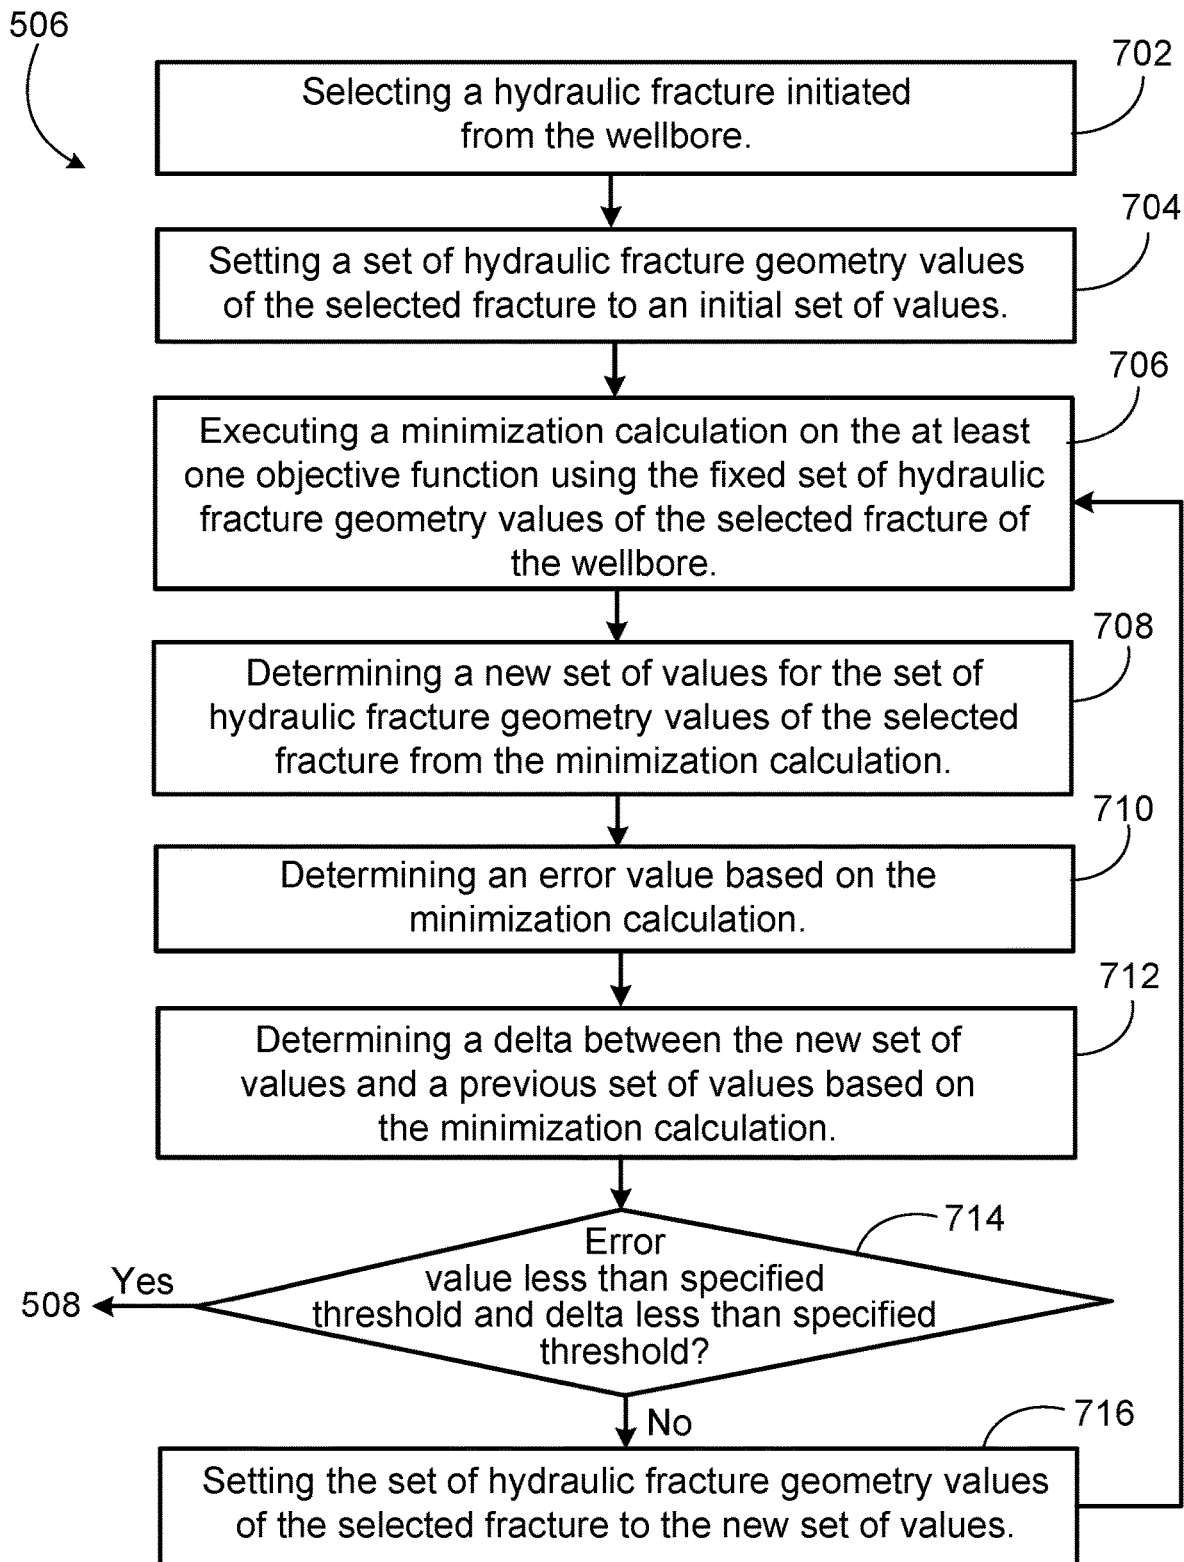 506
702
Selecting a hydraulic fracture initiated
from the wellbore.
704
Setting a set of hydraulic fracture geometry values
of the selected fracture to an initial set of values.
706
Executing a minimization calculation on the at least
one objective function using the fixed set of hydraulic
fracture geometry values of the selected fracture of
the wellbore.
708
Determining a new set of values for the set of
hydraulic fracture geometry values of the selected
fracture from the minimization calculation.
710
Determining an error value based on the
minimization calculation.
712
Determining a delta between the new set of
values and a previous set of values based on
the minimization calculation.
714
Error
value less than specified
threshold and delta less than specified
threshold?
Yes
508
No
716
Setting the set of hydraulic fracture geometry values
of the selected fracture to the new set of values.